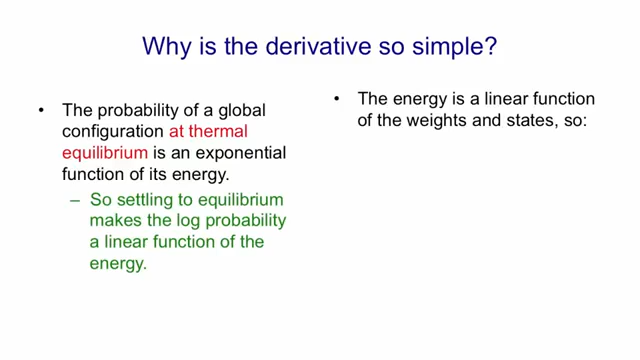 Why is the derivative so simple?
• The probability of a global
configuration at thermal
equilibrium is an exponential
function of its energy.
– So settling to equilibrium
makes the log probability
a linear function of the
energy.
• The energy is a linear function
of the weights and states, so: